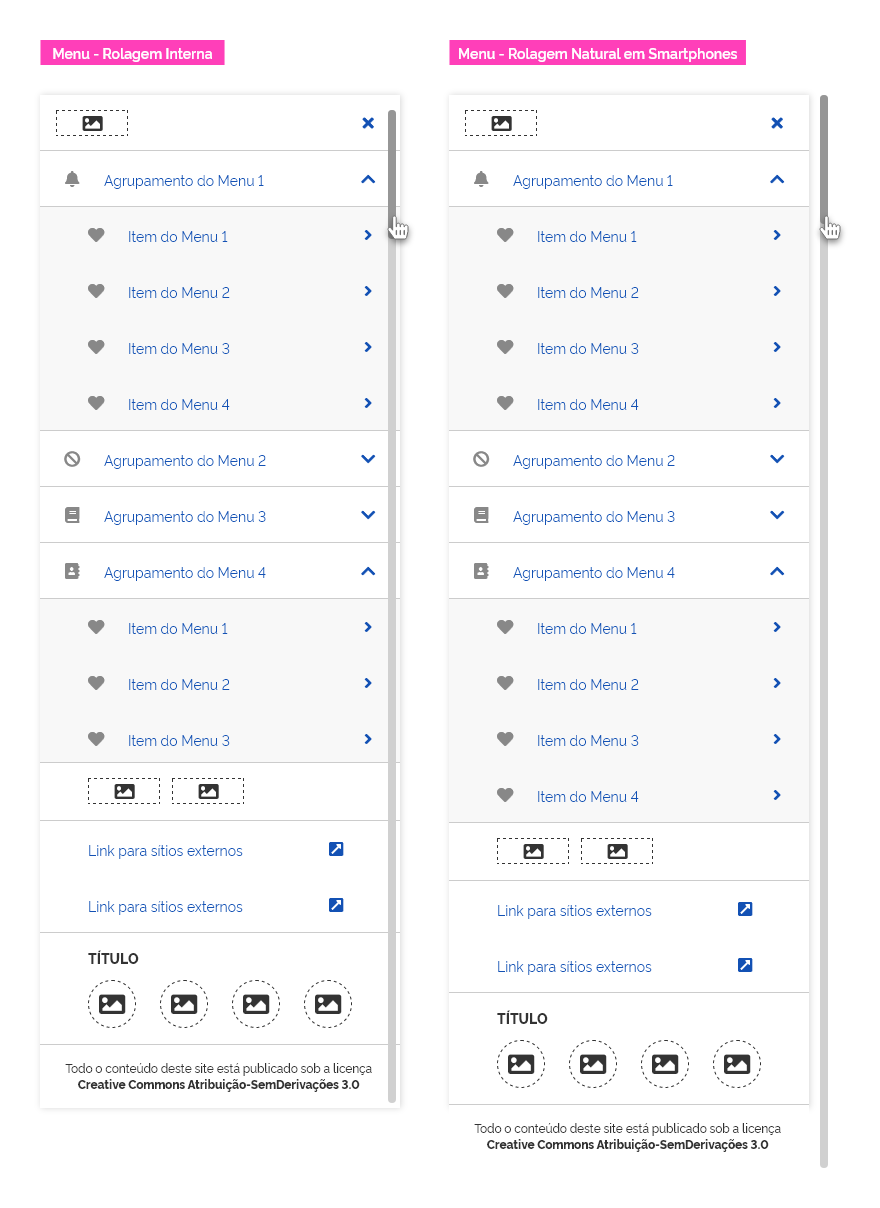 Menu - Rolagem Interna
Agrupamento do Menu 1
Item do Menu 1
Item do Menu 2
Item do Menu 3
Item do Menu 4
Agrupamento do Menu 2
Agrupamento do Menu 3
Agrupamento do Menu 4
Item do Menu 1
Item do Menu 2
Item do Menu 3
Link para sítios externos
Link para sítios externos
TÍTULO
Todo o conteúdo deste site está publicado sob a licença
Creative Commons Atribuição-SemDerivações 3.0
Menu - Rolagem Natural em Smartphones
Agrupamento do Menu 1
Item do Menu 1
Item do Menu 2
Item do Menu 3
Item do Menu 4
Agrupamento do Menu 2
Agrupamento do Menu 3
Agrupamento do Menu 4
Item do Menu 1
Item do Menu 2
Item do Menu 3
Item do Menu 4
Link para sítios externos
Link para sítios externos
TÍTULO
Todo o conteúdo deste site está publicado sob a licença
Creative Commons Atribuição-SemDerivações 3.0